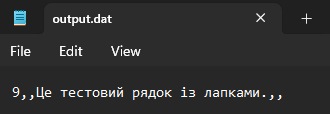 output.dat
File Edit View
9,,Це тестовий рядок із лапками.,,